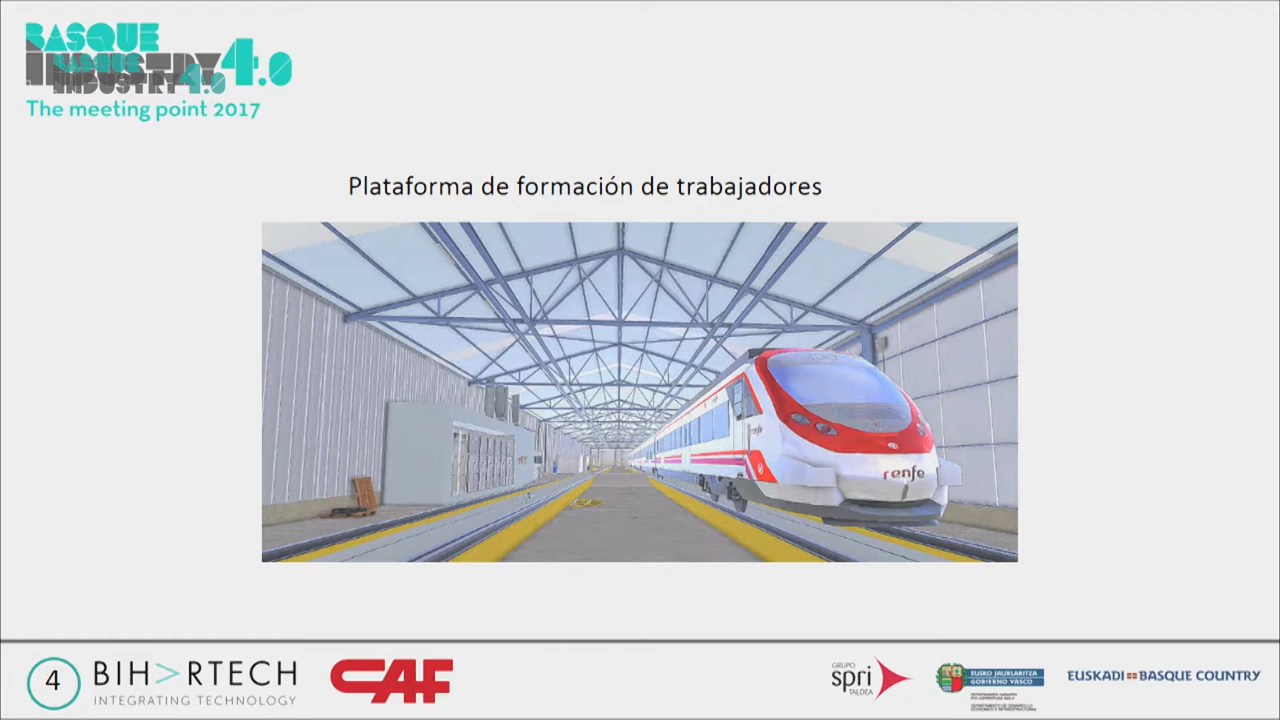 BASQUE
INDUSTRY 4.0
The meeting point 2017
Plataforma de formación de trabajadores
renfe
renfe
4
BIH>RTECH
INTEGRATING TECHNOLOGY
CAF
GRUPO
spri
TALDEA
EUSKO JAURLARITZA
GOBIERNO VASCO
EUSKADI BASQUE COUNTRY